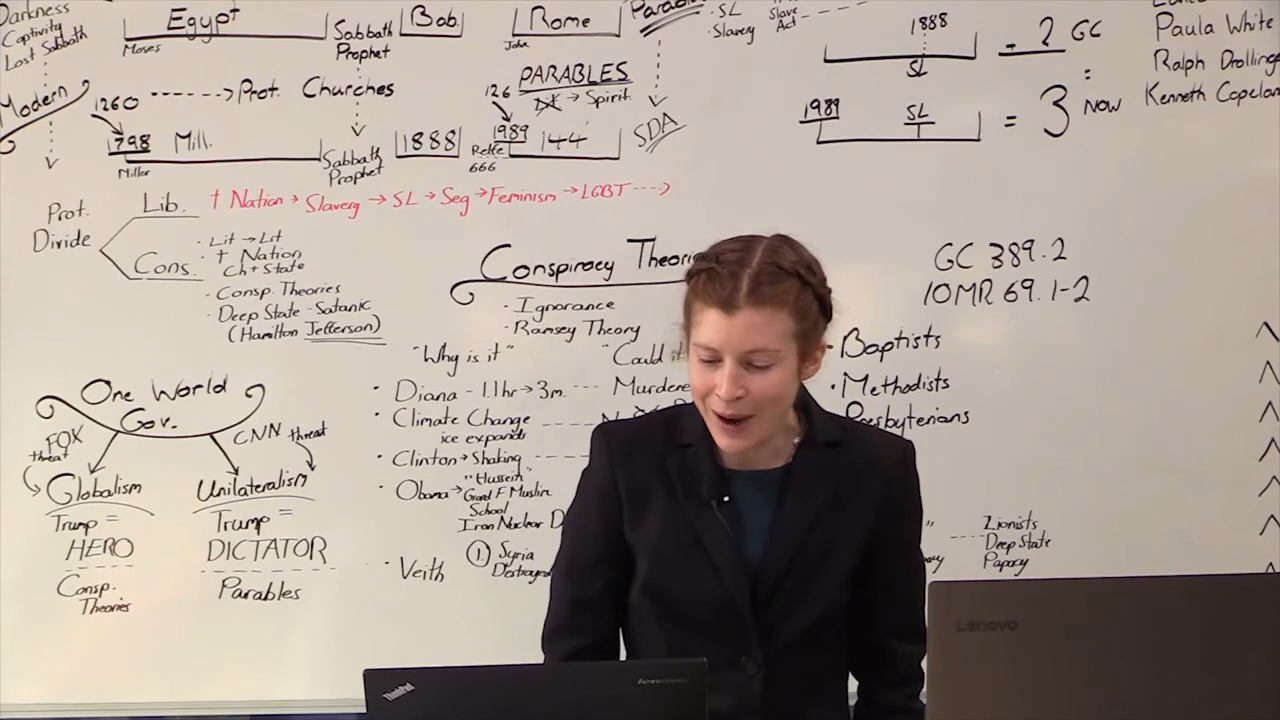 Darkness
Captivity
Lost Sabbath
Egypt
Moses
Sabbath
Prophet
Bab.
Rome
John
Parable
SL
Slavery
Slave
Act
1888
SL
- 2 GC
:
1989
SL
= 3 NOW
Paula White
Ralph Drolling
Kenneth Copelan
Modern
1260
Prot. Churches
1798
Mill.
Miller
Sabbath
Prophet
1888
126
PARABLES
→ Spirit.
1989
144
666
SDA
Prot.
Divide
Lib.
† Nation → Slavery → SL → Seg → Feminism → LGBT
Cons.
· Lit → Lit
† Nation
Ch + State
· Consp. Theories
· Deep State - Satanic
(Hamilton Jefferson)
Conspiracy Theori
· Ignorance
· Ramsey Theory
"Why is it"
"Could it
· Diana - 1.1hr → 3m. --- Murdere
· Climate Change
ice expands
· Clinton → Shaking
· Obama → "Hussein"
Grand F Muslim
School
Iran Nuclear D
· Veith
① Syria
Destroyed
GC 389.2
10MR 69.1-2
· Baptists
· Methodists
Presbyterians
"
Zionists
Deep State
Papacy
One World
Gov.
FOX
threat
CNN threat
Globalism
Trump =
HERO
Consp.
Theories
Unilateralism
Trump =
DICTATOR
Parables
ThinkPad
Lenovo